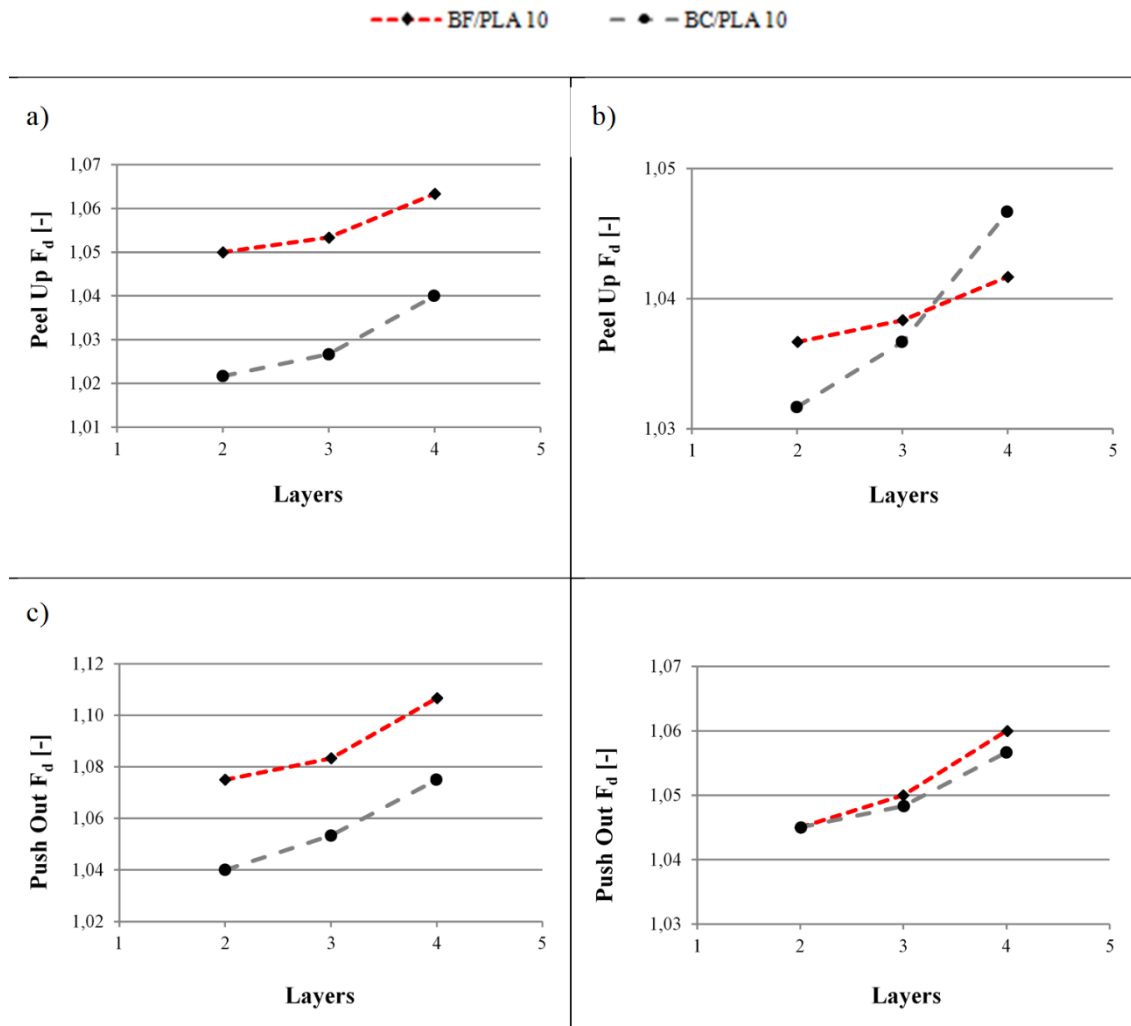 BF/PLA 10 BC/PLA 10
a)
Peel Up F_d [-]
1,07
1,06
1,05
1,04
1,03
1,02
1,01
1 2 3 4 5
Layers
b)
Peel Up F_d [-]
1,05
1,04
1,03
1 2 3 4 5
Layers
c)
Push Out F_d [-]
1,12
1,10
1,08
1,06
1,04
1,02
1 2 3 4 5
Layers
Push Out F_d [-]
1,07
1,06
1,05
1,04
1,03
1 2 3 4 5
Layers